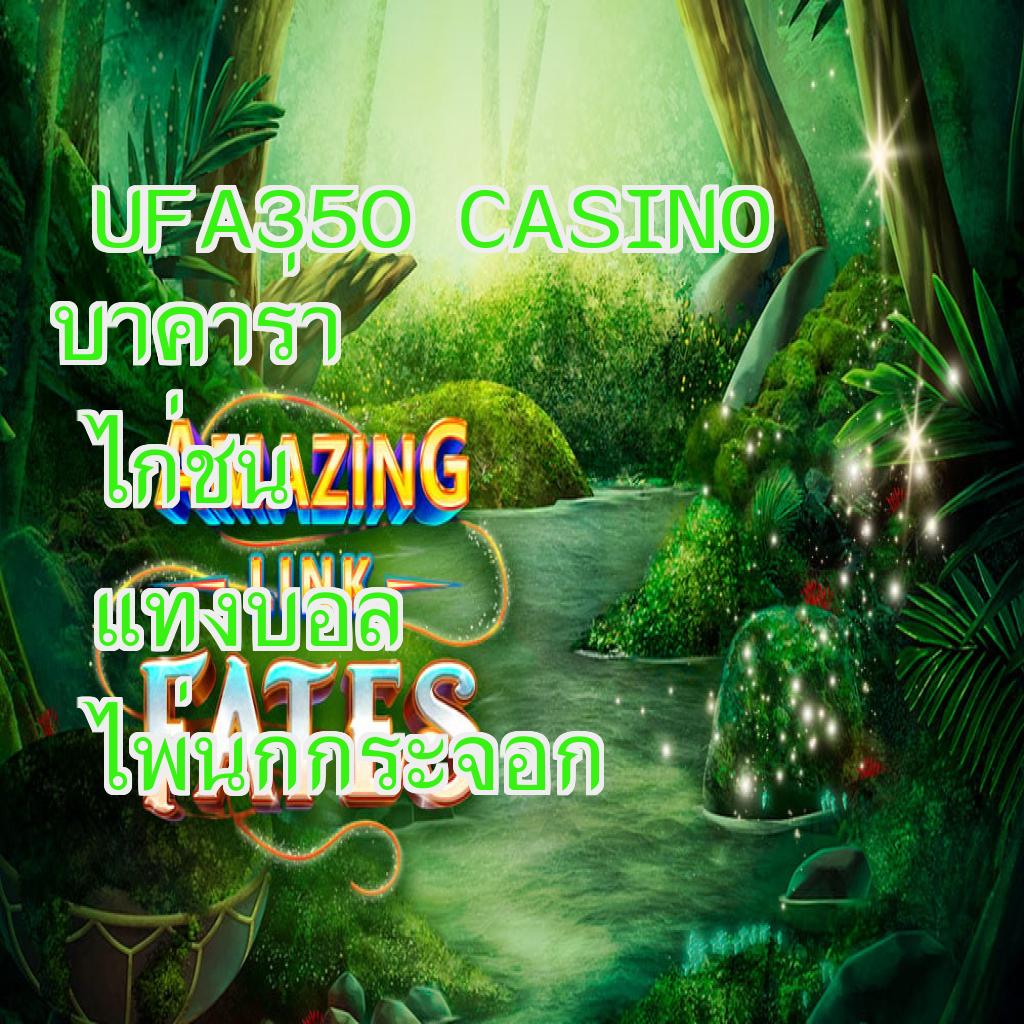 UFA350 CASINO
บาคารา
ไก่ชน
AMAZING
LINK
แทงบอล
FATES
ไพ่นกกระจอก